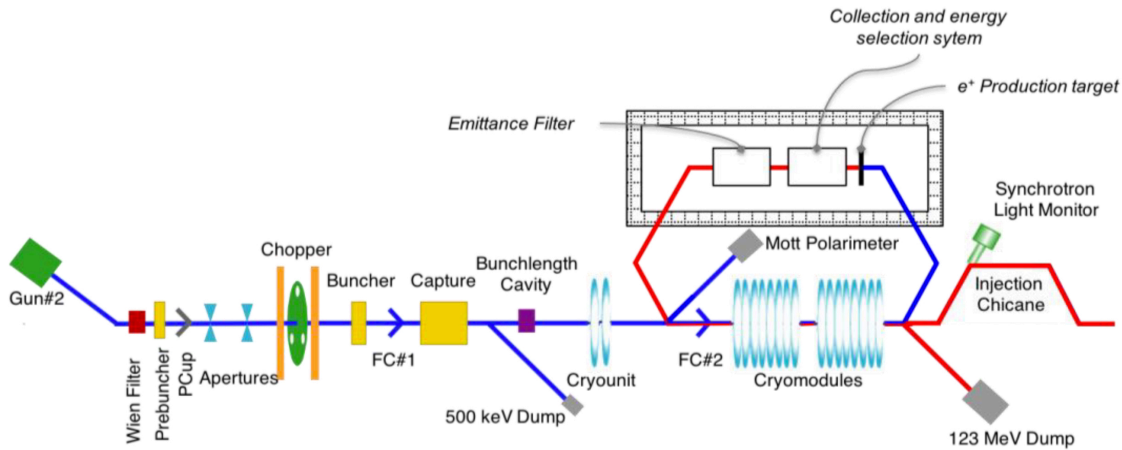 Collection and energy
selection sytem
e⁺ Production target
Emittance Filter
Synchrotron
Light Monitor
Mott Polarimeter
Chopper
Bunchlength
Cavity
Buncher
Capture
Gun#2
Injection
Chicane
Wien Filter
Prebuncher
PCup
Apertures
FC#1
FC#2
Cryounit
Cryomodules
500 keV Dump
123 MeV Dump